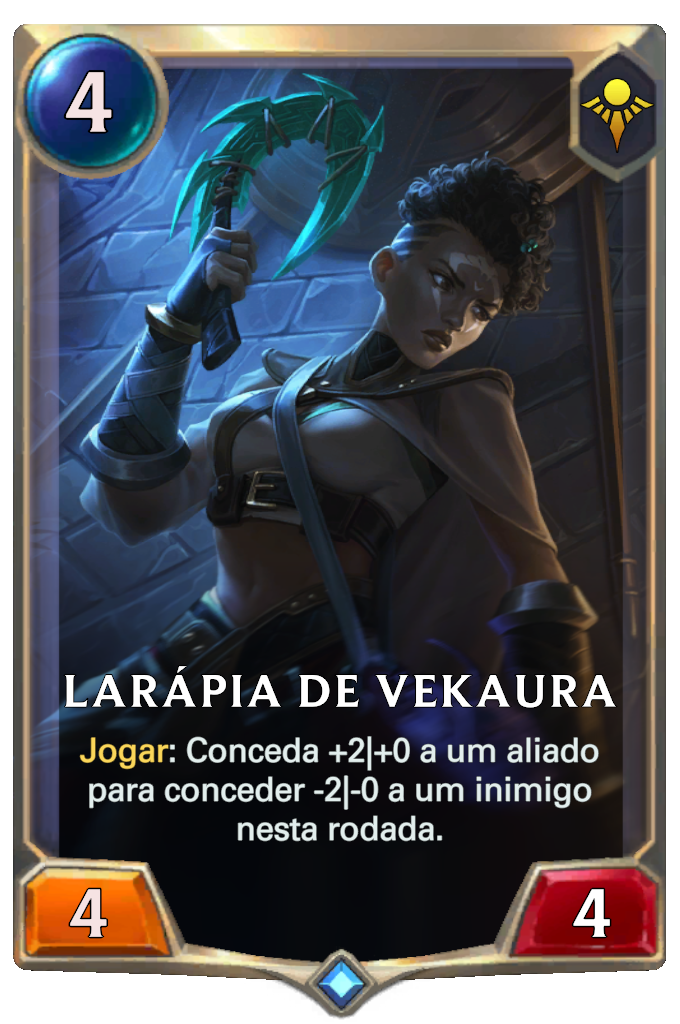 4
LARÁPIA DE VEKAURA
Jogar: Conceda +2|+0 a um aliado
para conceder -2|-0 a um inimigo
nesta rodada.
4
4